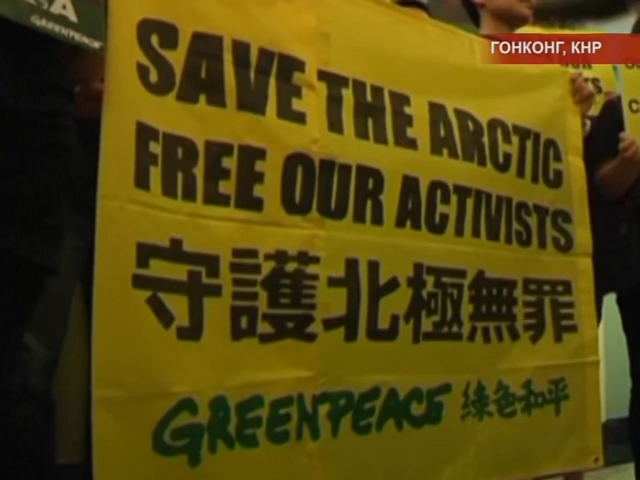 GREENPEACE
ГОНКОНГ, КНР
SAVE THE ARCTIC
FREE OUR ACTIVISTS
守護北極無罪
GREENPEACE 綠色和平